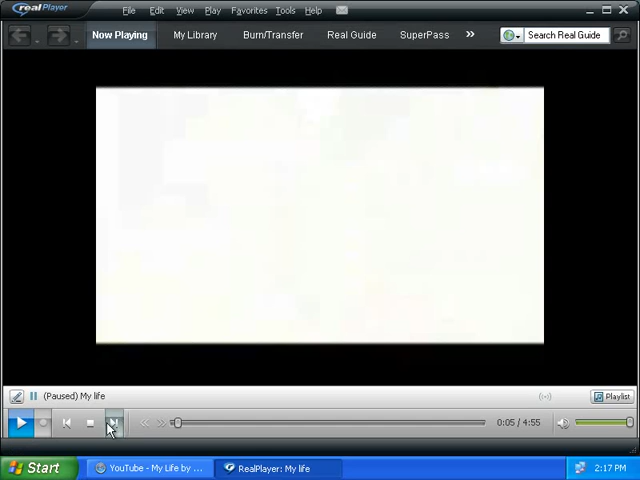 realPlayer File Edit View Play Favorites Tools Help
Now Playing My Library Burn/Transfer Real Guide SuperPass » Search Real Guide
(Paused) My life Playlist
0:05 / 4:55
Start YouTube - My Life by ... RealPlayer: My life 2:17 PM